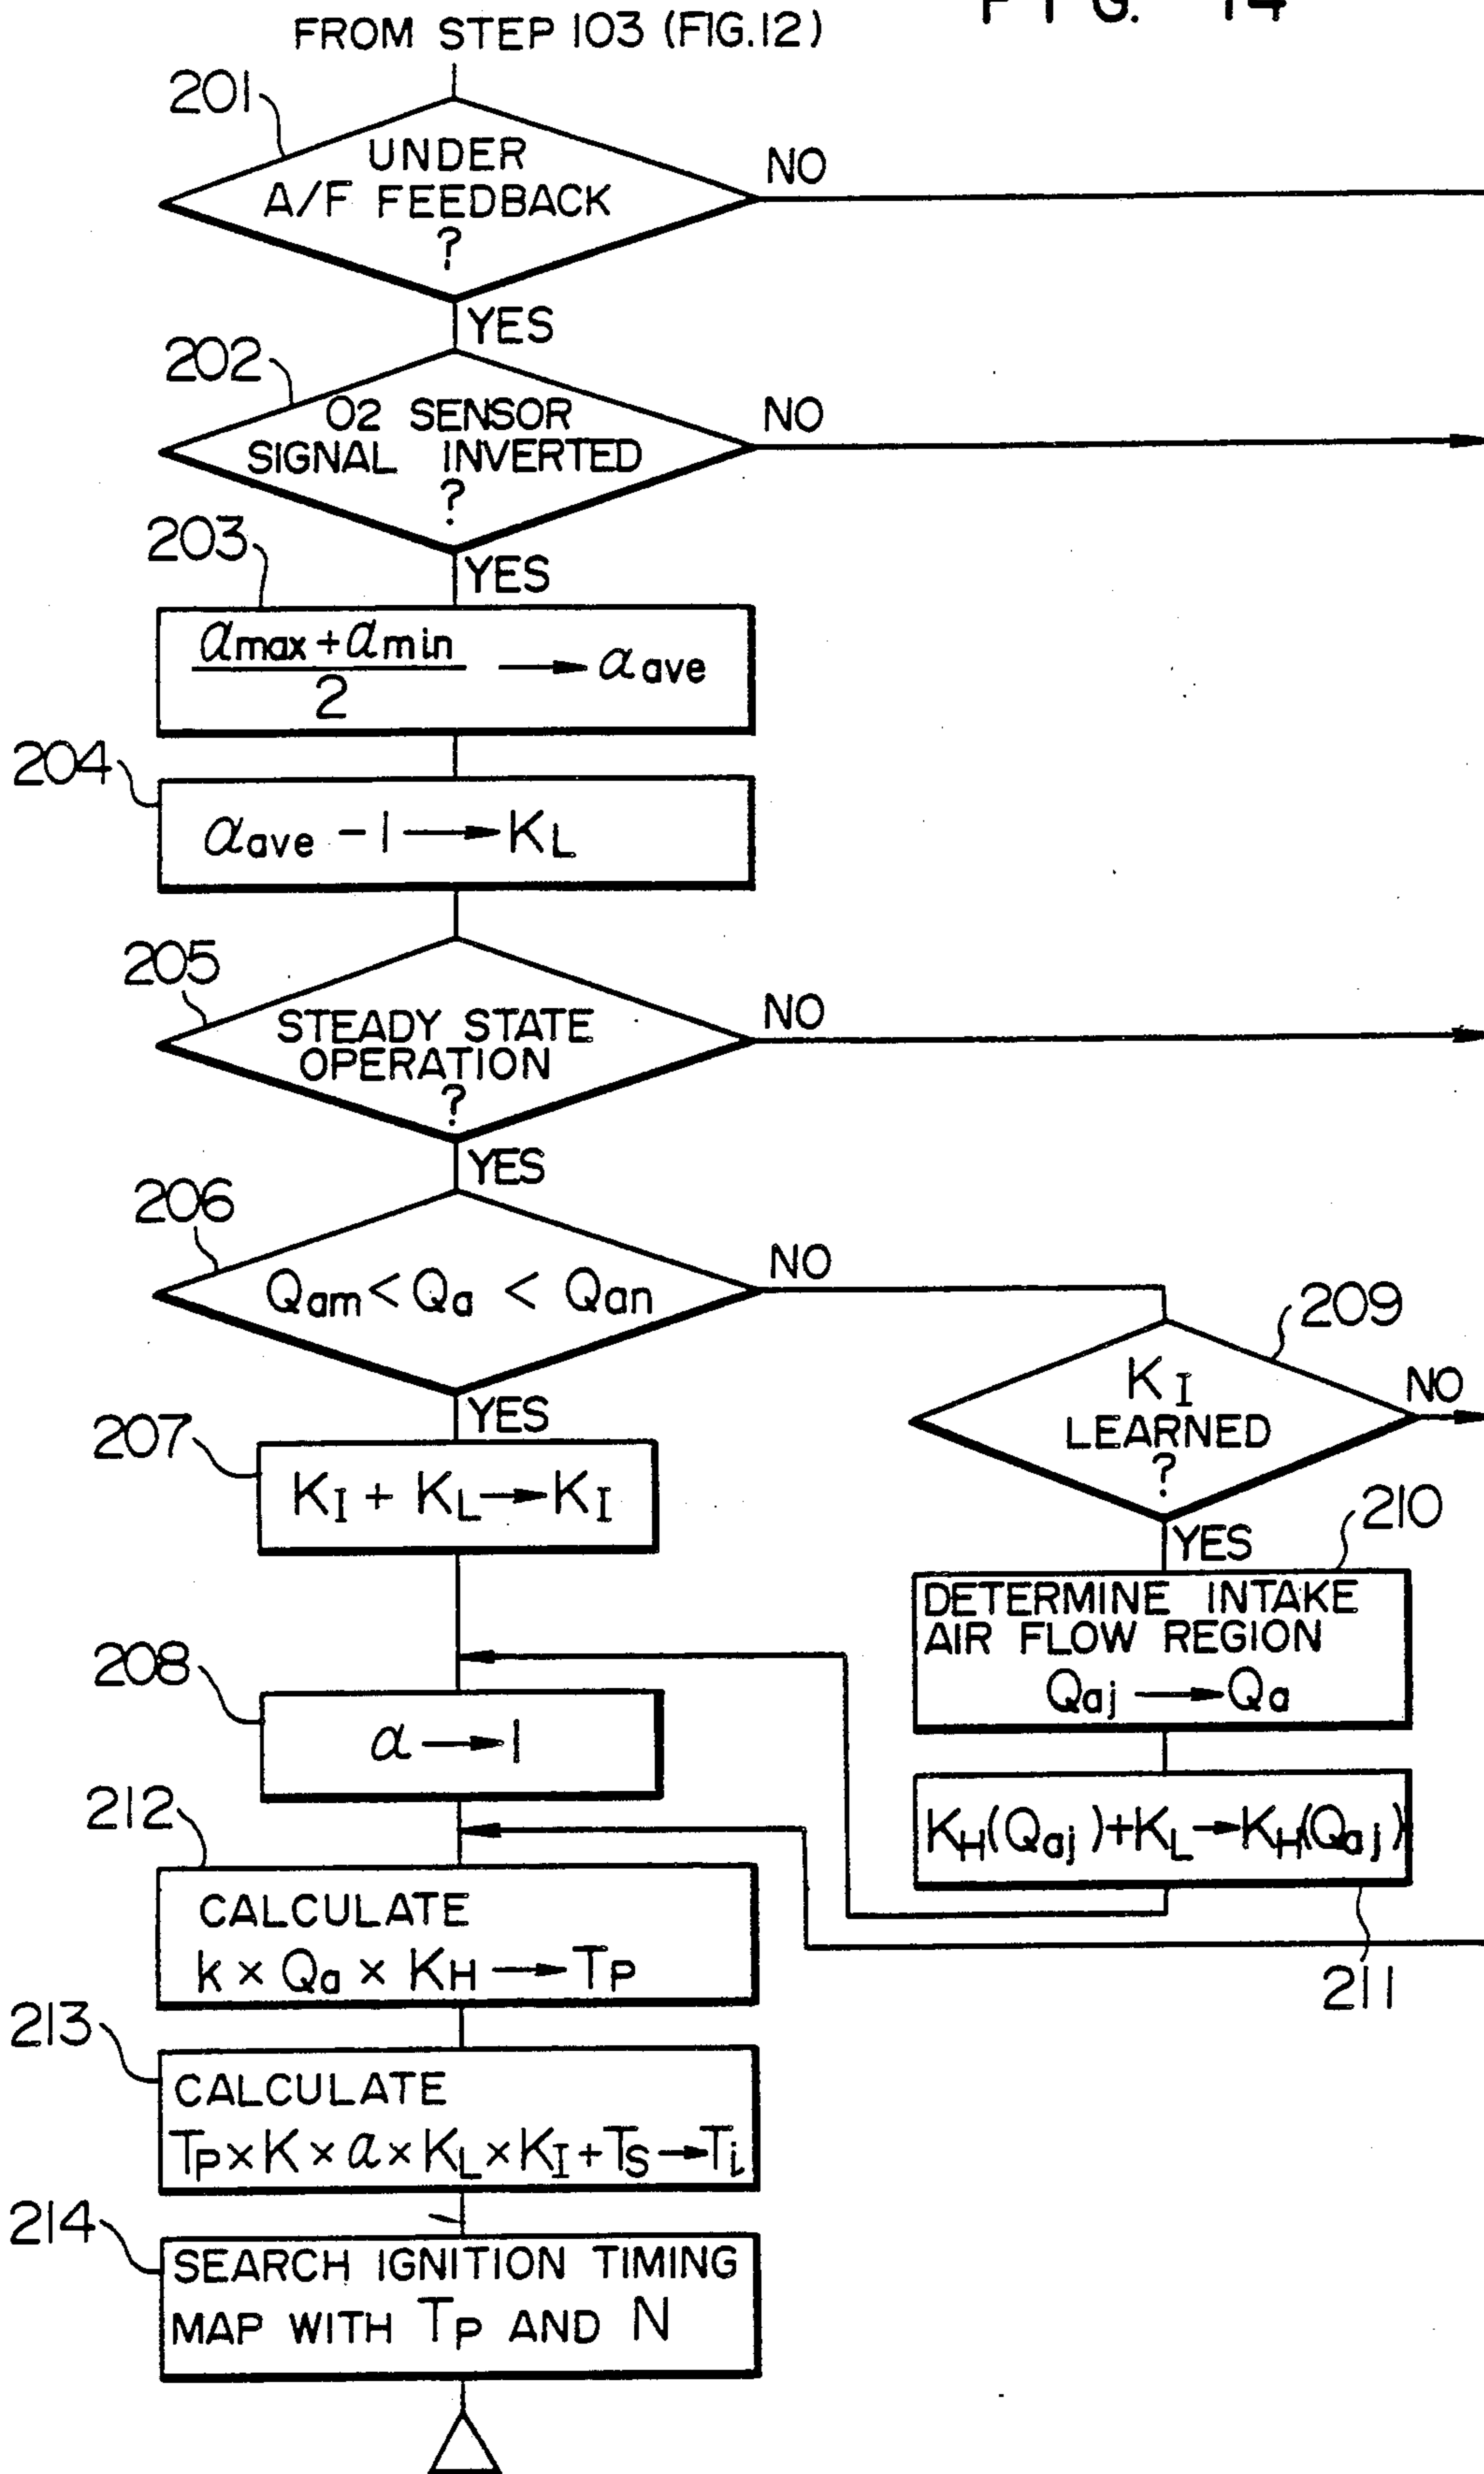 FIG. 14
FROM STEP 103 (FIG.12)
201
UNDER
A/F FEEDBACK
?
NO
YES
202
O2 SENSOR
SIGNAL INVERTED
?
NO
YES
203
αmax + αmin
2
→ αave
204
αave - 1 → KL
205
STEADY STATE
OPERATION
?
NO
YES
206
Qam < Qa < Qan
NO
YES
209
KI
LEARNED
?
NO
YES
207
KI + KL → KI
210
DETERMINE INTAKE
AIR FLOW REGION
Qaj → Qa
208
α → 1
211
KH(Qaj)+KL→KH(Qaj)
212
CALCULATE
k × Qa × KH → TP
213
CALCULATE
TP × K × α × KL × KI + TS → Ti
214
SEARCH IGNITION TIMING
MAP WITH TP AND N